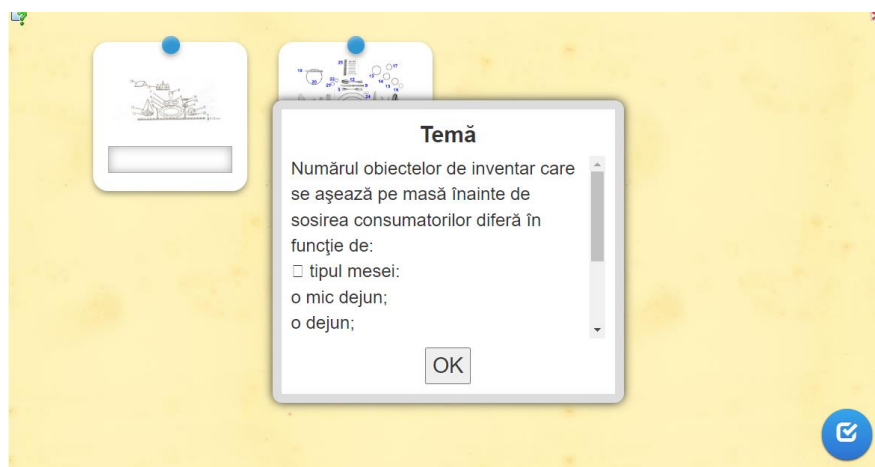 Temă
Numărul obiectelor de inventar care
se aşează pe masă înainte de
sosirea consumatorilor diferă în
funcţie de:
tipul mesei:
o mic dejun;
o dejun;
OK